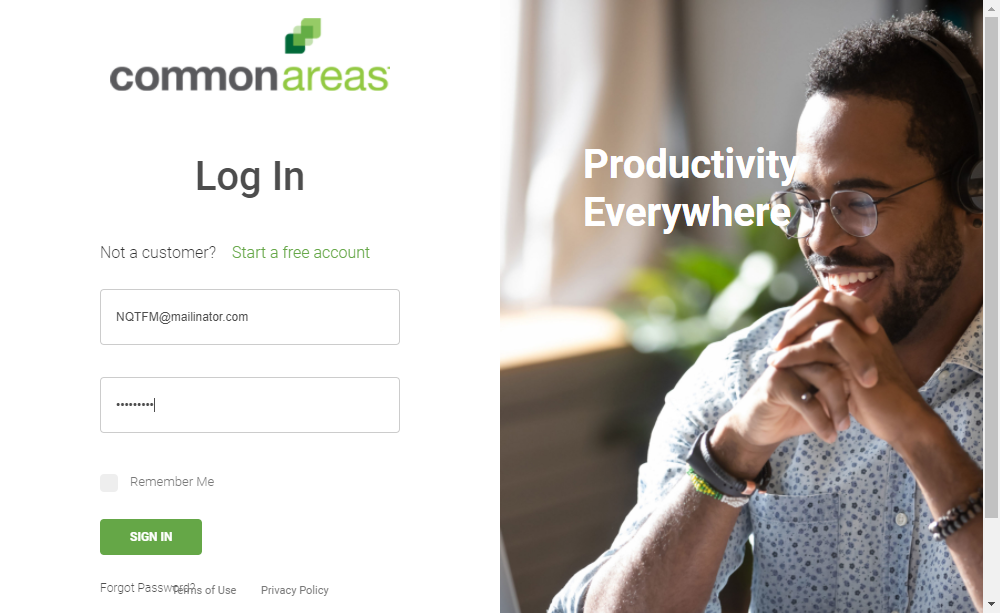 commonareas
Log In
Not a customer? Start a free account
NQTFM@mailinator.com
•••••••••
Remember Me
SIGN IN
Forgot Password?
Terms of Use
Privacy Policy
Productivity
Everywhere